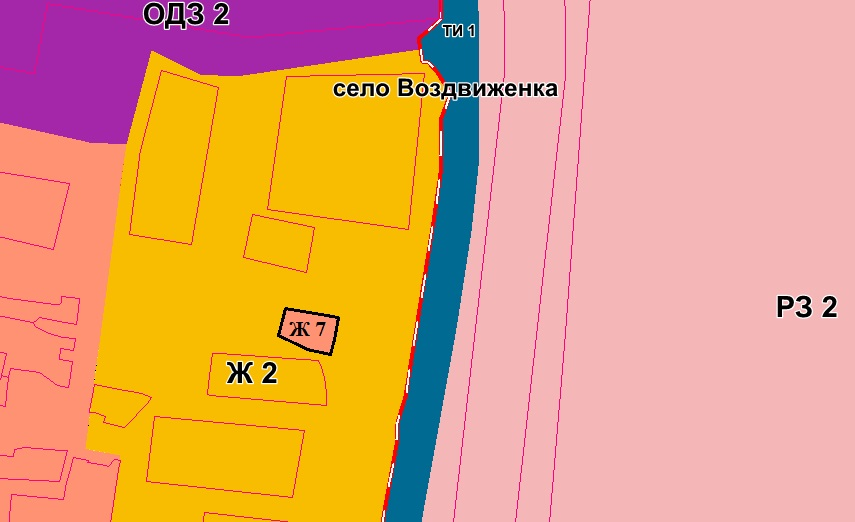 ОДЗ 2
ТИ 1
село Воздвиженка
РЗ 2
Ж 7
Ж 2